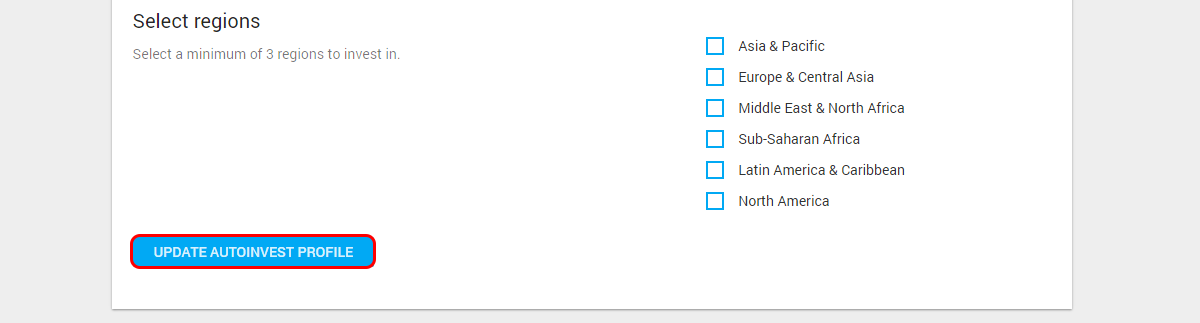 Select regions
Select a minimum of 3 regions to invest in.
Asia & Pacific
Europe & Central Asia
Middle East & North Africa
Sub-Saharan Africa
Latin America & Caribbean
North America
UPDATE AUTOINVEST PROFILE